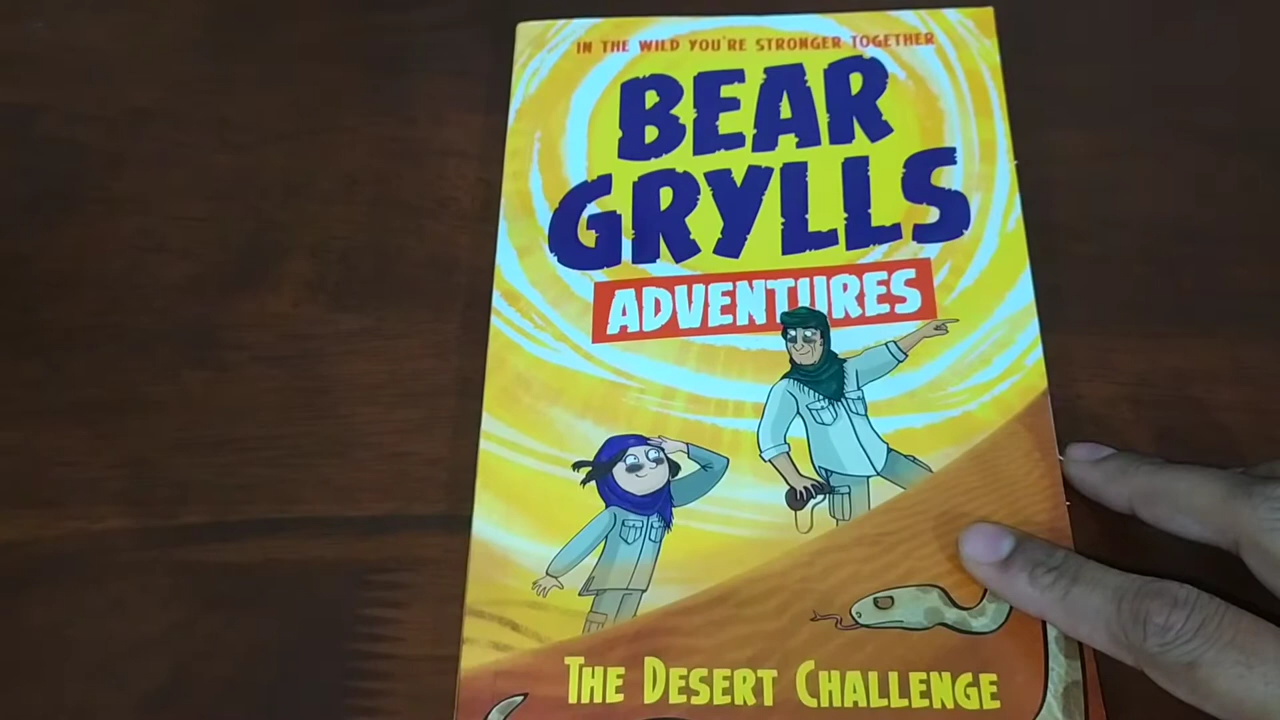 IN THE WILD YOU'RE STRONGER TOGETHER
BEAR
GRYLLS
ADVENTURES
THE DESERT CHALLENGE